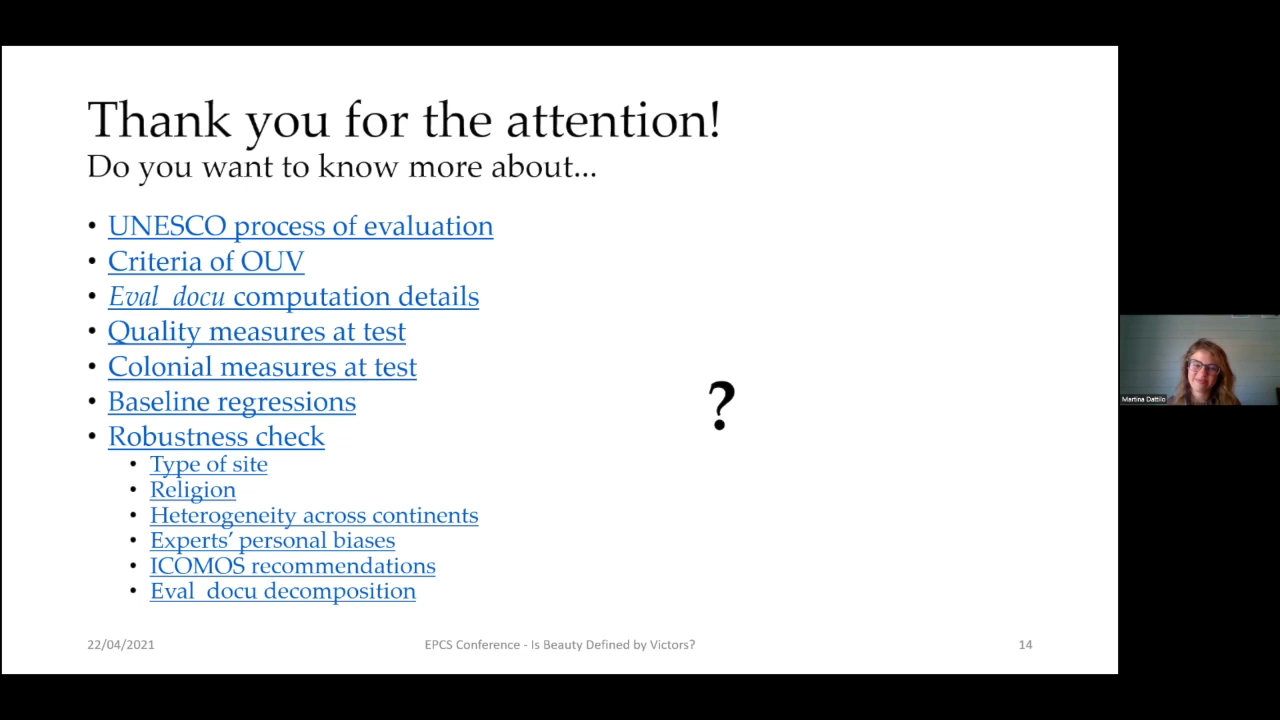 Thank you for the attention!
Do you want to know more about...
• UNESCO process of evaluation
• Criteria of OUV
• Eval_docu computation details
• Quality measures at test
• Colonial measures at test
• Baseline regressions
• Robustness check
• Type of site
• Religion
• Heterogeneity across continents
• Experts’ personal biases
• ICOMOS recommendations
• Eval_docu decomposition
?
22/04/2021
EPCS Conference - Is Beauty Defined by Victors?
14
Martina Dattilo